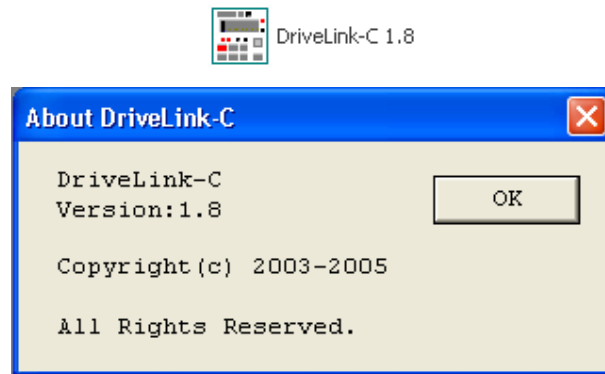 DriveLink-C 1.8
About DriveLink-C
DriveLink-C
Version:1.8
OK
Copyright(c) 2003-2005
All Rights Reserved.